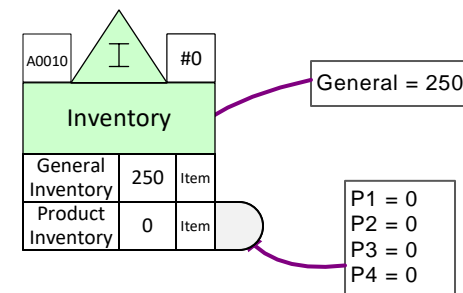 A0010
I
#0
Inventory
General = 250
General
Inventory
250
Item
Product
Inventory
0
Item
P1 = 0
P2 = 0
P3 = 0
P4 = 0